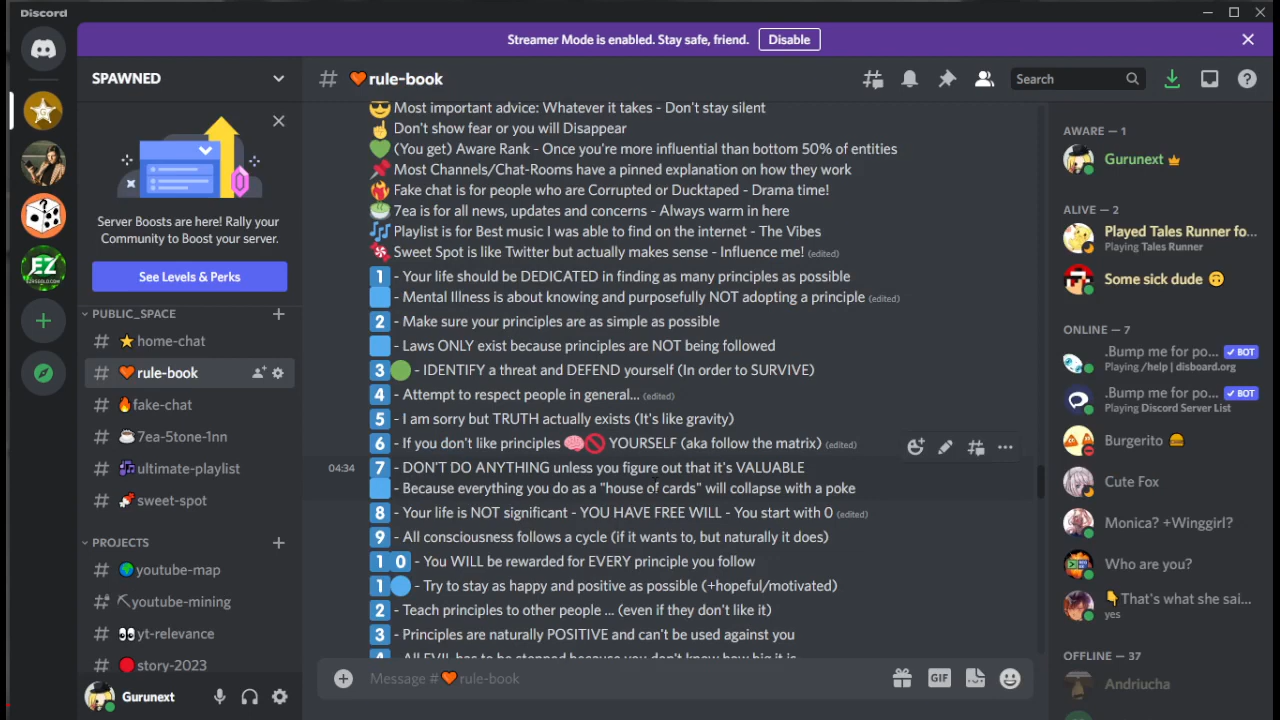 Discord
Streamer Mode is enabled. Stay safe, friend.
Disable
SPAWNED
# 🧡rule-book
Search
Server Boosts are here! Rally your
Community to Boost your server.
See Levels & Perks
PUBLIC_SPACE
# ⭐home-chat
# 🧡rule-book
# 🔥fake-chat
# ☕7ea-5tone-1nn
# 🎶ultimate-playlist
# 🍬sweet-spot
PROJECTS
# 🌍youtube-map
# ⛏youtube-mining
# 👀yt-relevance
# 🔴story-2023
Gurunext
😎 Most important advice: Whatever it takes - Don't stay silent
☝ Don't show fear or you will Disappear
💚 (You get) Aware Rank - Once you're more influential than bottom 50% of entities
📌 Most Channels/Chat-Rooms have a pinned explanation on how they work
❤️‍🔥 Fake chat is for people who are Corrupted or Ducktaped - Drama time!
🍵 7ea is for all news, updates and concerns - Always warm in here
🎶 Playlist is for Best music I was able to find on the internet - The Vibes
🍬 Sweet Spot is like Twitter but actually makes sense - Influence me! (edited)
1 - Your life should be DEDICATED in finding as many principles as possible
🟦 - Mental Illness is about knowing and purposefully NOT adopting a principle (edited)
2 - Make sure your principles are as simple as possible
🟦 - Laws ONLY exist because principles are NOT being followed
3 🟢 - IDENTIFY a threat and DEFEND yourself (In order to SURVIVE)
4 - Attempt to respect people in general... (edited)
5 - I am sorry but TRUTH actually exists (It's like gravity)
6 - If you don't like principles 🧠🚫 YOURSELF (aka follow the matrix) (edited)
04:34 7 - DON'T DO ANYTHING unless you figure out that it's VALUABLE
🟦 - Because everything you do as a "house of cards" will collapse with a poke
8 - Your life is NOT significant - YOU HAVE FREE WILL - You start with 0 (edited)
9 - All consciousness follows a cycle (if it wants to, but naturally it does)
1 0 - You WILL be rewarded for EVERY principle you follow
1 🔵 - Try to stay as happy and positive as possible (+hopeful/motivated)
2 - Teach principles to other people ... (even if they don't like it)
3 - Principles are naturally POSITIVE and can't be used against you
4 - All EVIL has to be stopped because you don't know how big it is
Message #🧡rule-book
GIF
AWARE — 1
Gurunext
ALIVE — 2
Played Tales Runner fo...
Playing Tales Runner
Some sick dude 🙃
ONLINE — 7
.Bump me for po... ✓ BOT
Playing /help | disboard.org
.Bump me for po... ✓ BOT
Playing Discord Server List
Burgerito 🍔
Cute Fox
Monica? +Winggirl?
Who are you?
👇That's what she sai...
yes
OFFLINE — 37
Andriucha